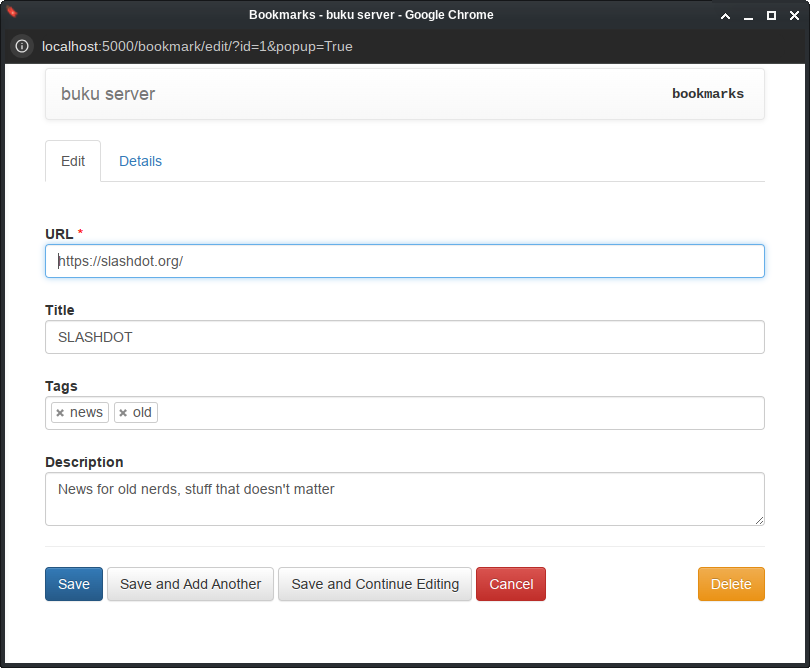 Bookmarks - buku server - Google Chrome
localhost:5000/bookmark/edit/?id=1&popup=True
buku server bookmarks
Edit Details
URL *
https://slashdot.org/
Title
SLASHDOT
Tags
× news × old
Description
News for old nerds, stuff that doesn't matter
Save Save and Add Another Save and Continue Editing Cancel Delete